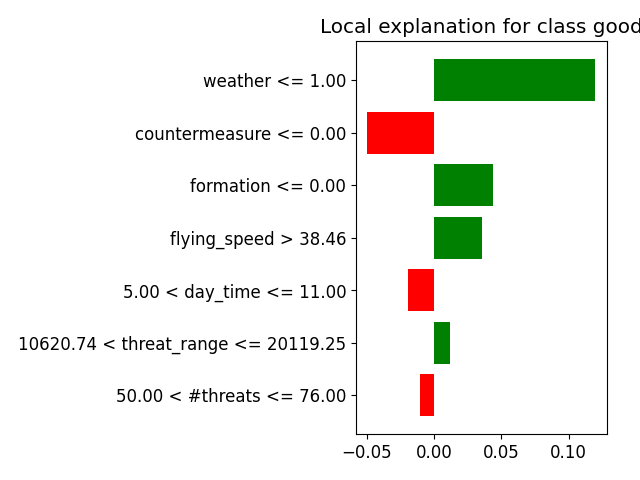 Local explanation for class good
weather <= 1.00
countermeasure <= 0.00
formation <= 0.00
flying_speed > 38.46
5.00 < day_time <= 11.00
10620.74 < threat_range <= 20119.25
50.00 < #threats <= 76.00
−0.05 0.00 0.05 0.10